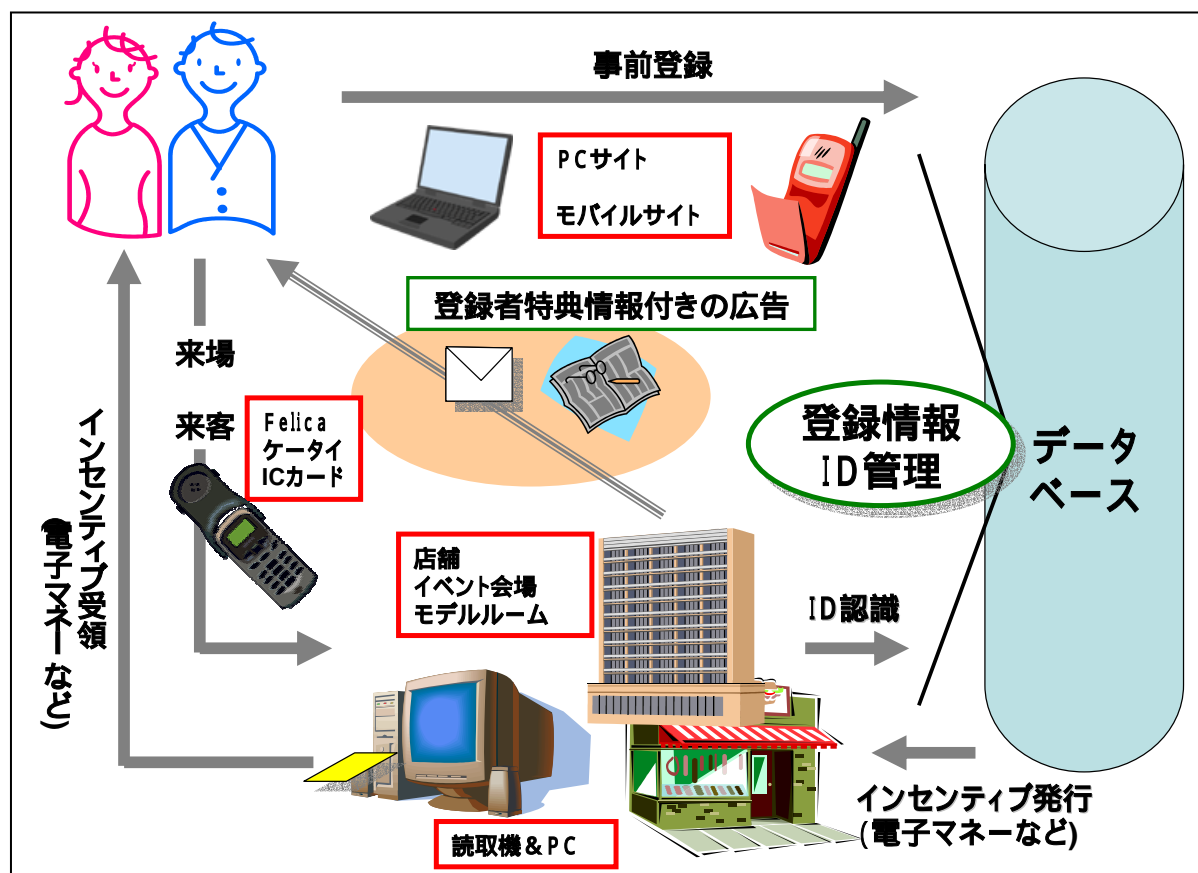 事前登録
PCサイト
モバイルサイト
登録者特典情報付きの広告
来場
来客
Felica
ケータイ
ICカード
インセンティブ受領
(電子マネーなど)
登録情報
ID管理
データ
ベース
店舗
イベント会場
モデルルーム
ID認識
読取機&PC
インセンティブ発行
(電子マネーなど)